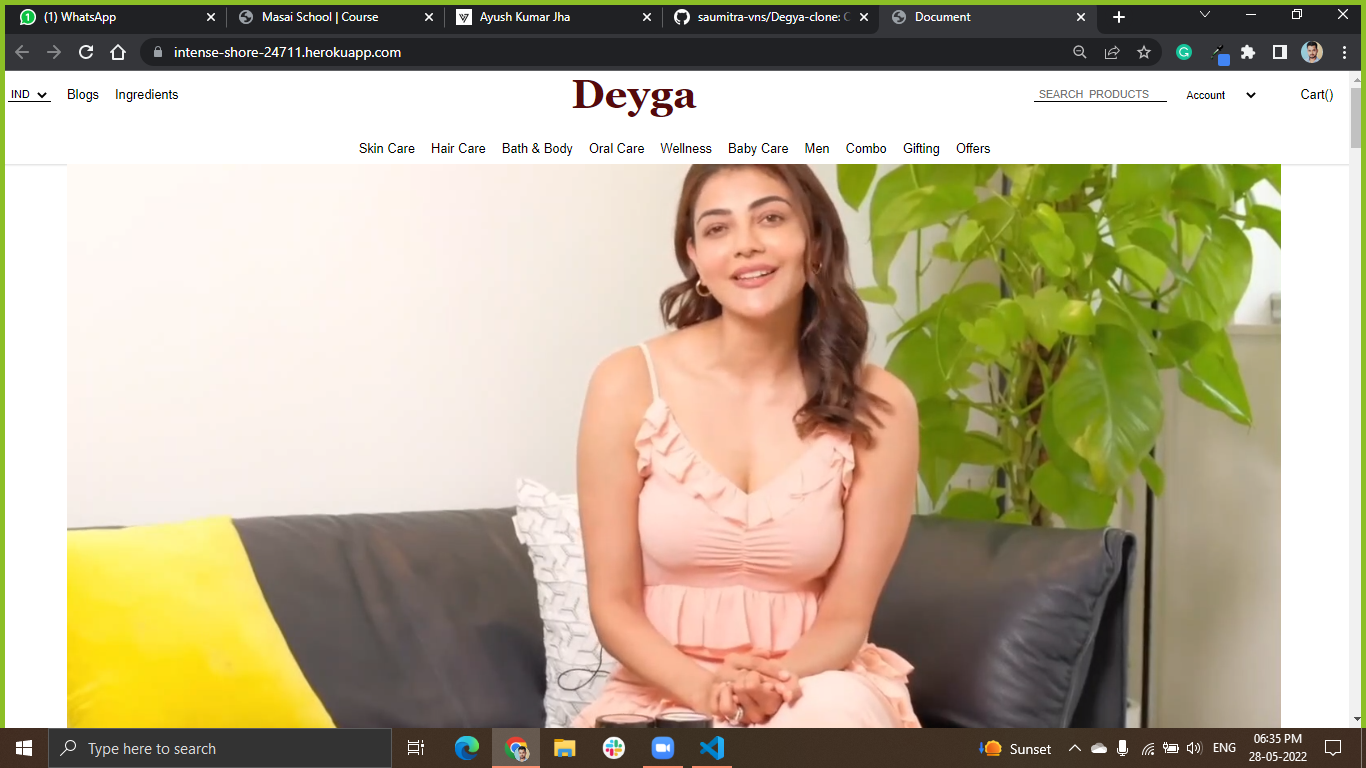 (1) WhatsApp
Masai School | Course
Ayush Kumar Jha
saumitra-vns/Degya-clone: C
Document
intense-shore-24711.herokuapp.com
IND Blogs Ingredients
Deyga
SEARCH PRODUCTS Account Cart()
Skin Care Hair Care Bath & Body Oral Care Wellness Baby Care Men Combo Gifting Offers
Type here to search
Sunset
ENG
06:35 PM
28-05-2022